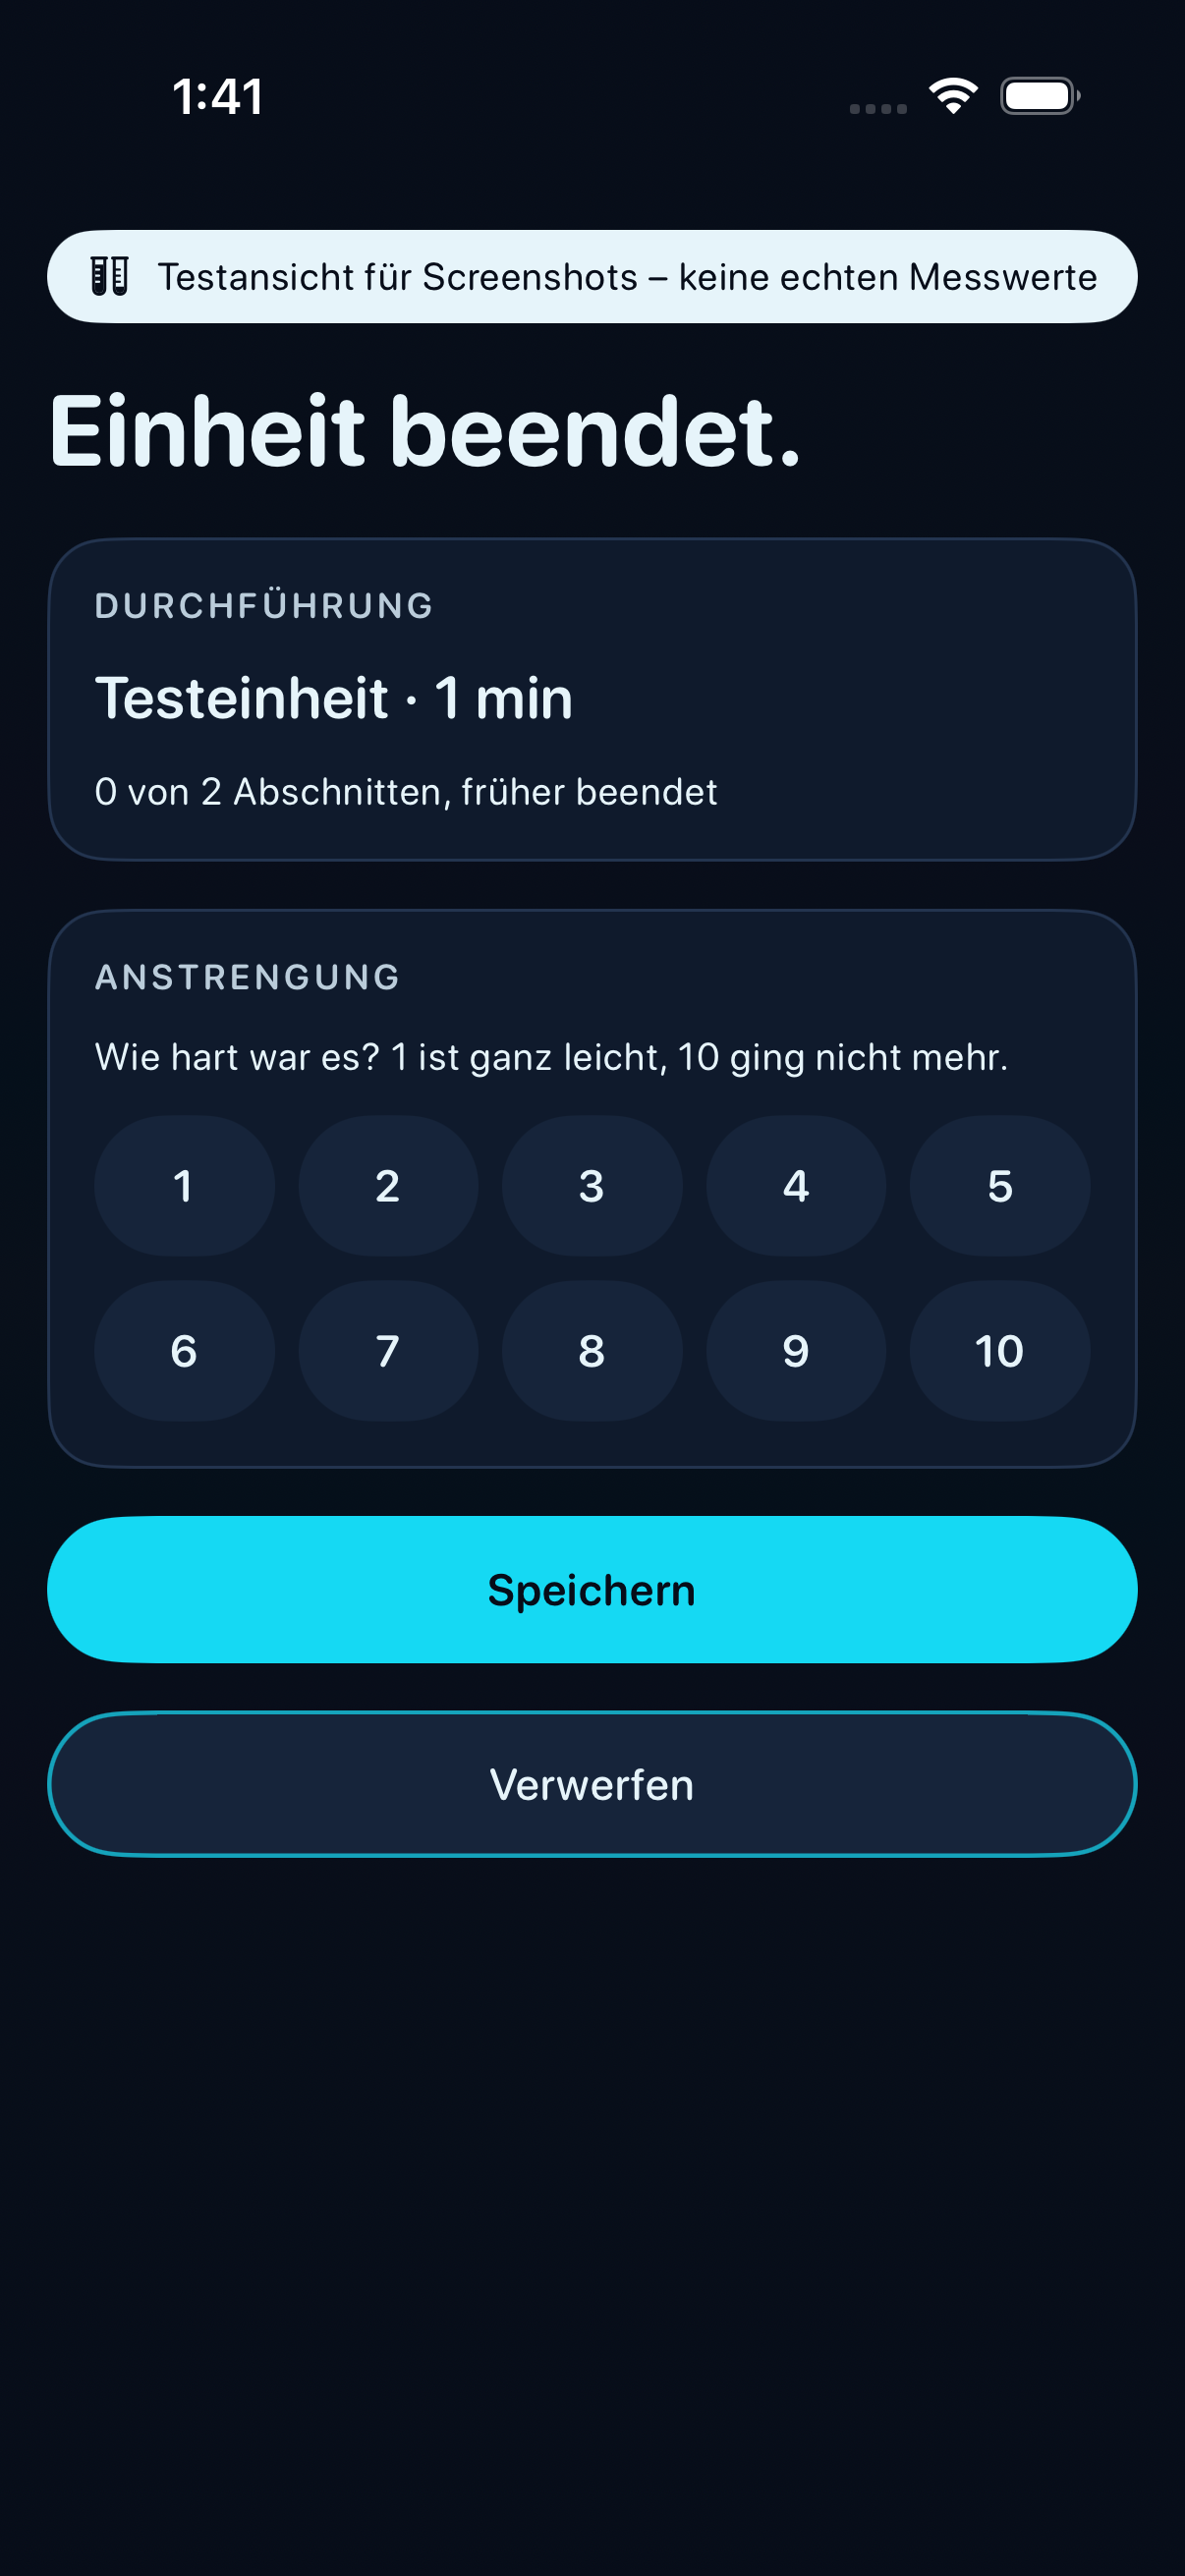 1:41
Testansicht für Screenshots – keine echten Messwerte
Einheit beendet.
DURCHFÜHRUNG
Testeinheit · 1 min
0 von 2 Abschnitten, früher beendet
ANSTRENGUNG
Wie hart war es? 1 ist ganz leicht, 10 ging nicht mehr.
1 2 3 4 5
6 7 8 9 10
Speichern
Verwerfen